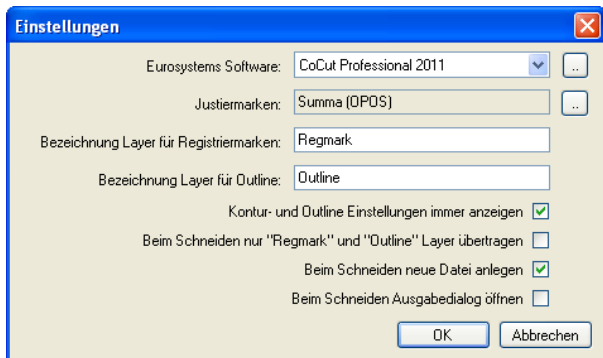 Einstellungen
Eurosystems Software: CoCut Professional 2011 ..
Justiermarken: Summa (OPOS) ..
Bezeichnung Layer für Registriermarken: Regmark
Bezeichnung Layer für Outline: Outline
Kontur- und Outline Einstellungen immer anzeigen
Beim Schneiden nur "Regmark" und "Outline" Layer übertragen
Beim Schneiden neue Datei anlegen
Beim Schneiden Ausgabedialog öffnen
OK Abbrechen